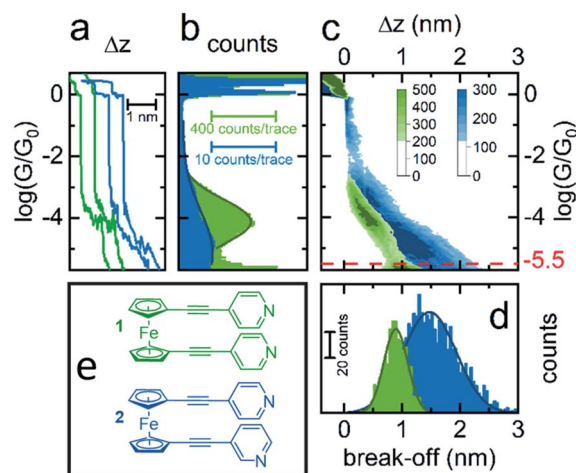 a
Δz
b
counts
c
Δz (nm)
0 1 2 3
log(G/G₀)
0
-2
-4
1 nm
400 counts/trace
10 counts/trace
500
400
300
200
100
0
300
200
100
0
0
-2
-4
-5.5
log(G/G₀)
e
1
Fe
N
N
2
Fe
N
N
d
20 counts
counts
0 1 2 3
break-off (nm)